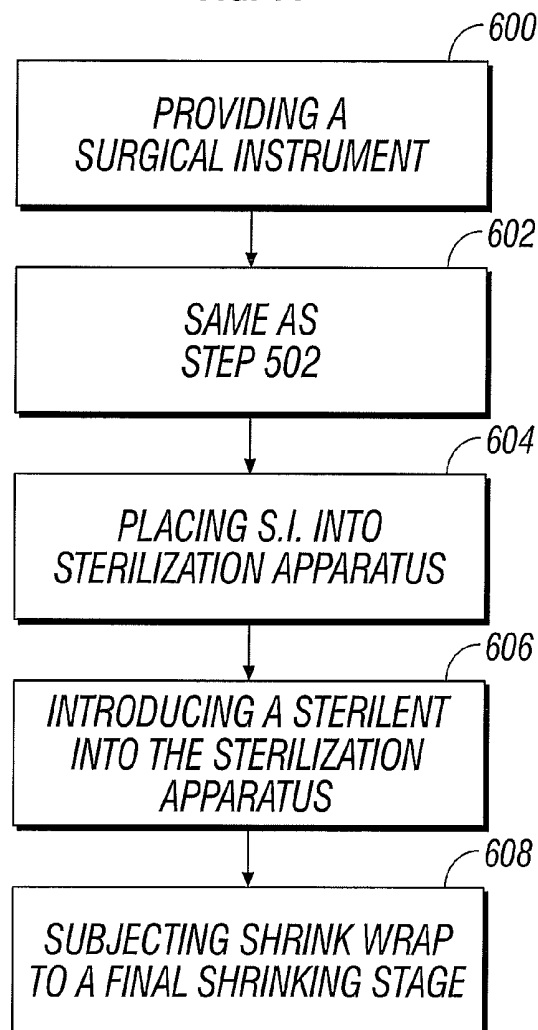 600
PROVIDING A
SURGICAL INSTRUMENT
602
SAME AS
STEP 502
604
PLACING S.I. INTO
STERILIZATION APPARATUS
606
INTRODUCING A STERILENT
INTO THE STERILIZATION
APPARATUS
608
SUBJECTING SHRINK WRAP
TO A FINAL SHRINKING STAGE